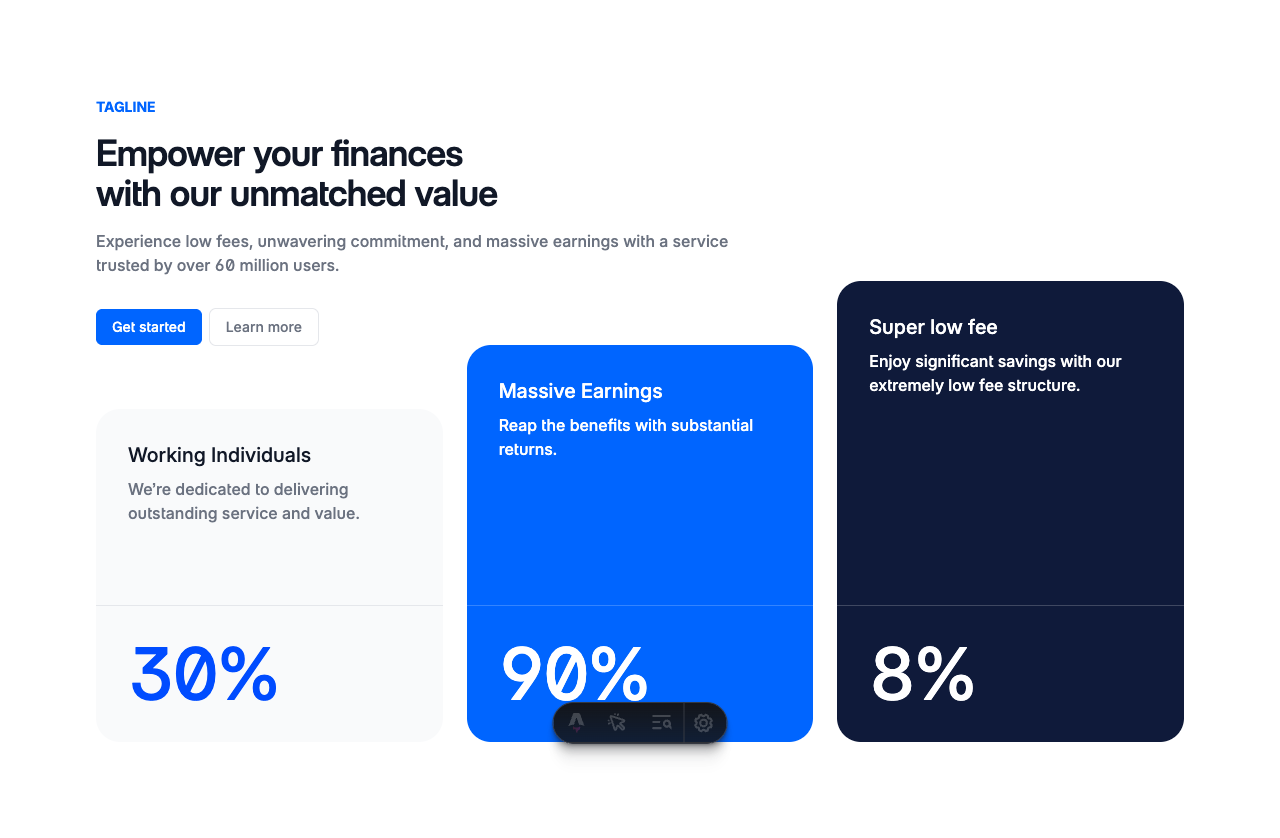 TAGLINE
Empower your finances
with our unmatched value
Experience low fees, unwavering commitment, and massive earnings with a service
trusted by over 60 million users.
Get started
Learn more
Working Individuals
We’re dedicated to delivering
outstanding service and value.
30%
Massive Earnings
Reap the benefits with substantial
returns.
90%
Super low fee
Enjoy significant savings with our
extremely low fee structure.
8%